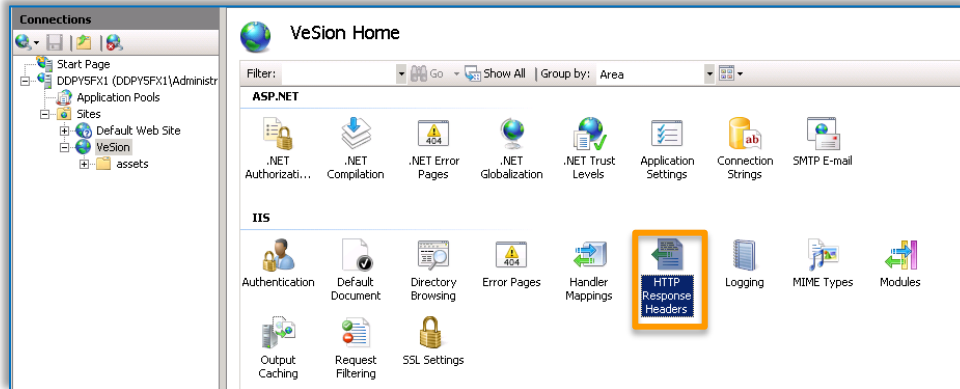 Connections
VeSion Home
Start Page
DDPY5FX1 (DDPY5FX1\Administr
Application Pools
Sites
Default Web Site
VeSion
assets
Filter:
Go
Show All
Group by:
Area
ASP.NET
.NET
Authorizati...
.NET
Compilation
404
.NET Error
Pages
.NET
Globalization
.NET Trust
Levels
Application
Settings
ab
Connection
Strings
SMTP E-mail
IIS
Authentication
Default
Document
Directory
Browsing
404
Error Pages
Handler
Mappings
HTTP
Response
Headers
Logging
MIME Types
Modules
Output
Caching
Request
Filtering
SSL Settings